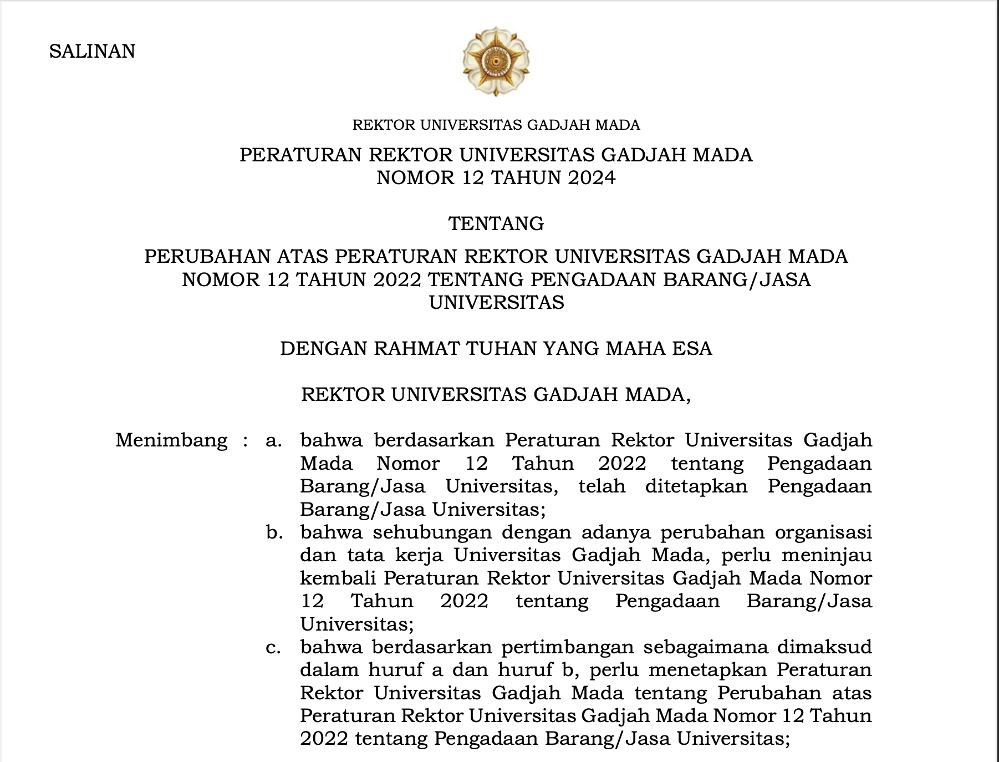 SALINAN
REKTOR UNIVERSITAS GADJAH MADA
PERATURAN REKTOR UNIVERSITAS GADJAH MADA
NOMOR 12 TAHUN 2024
TENTANG
PERUBAHAN ATAS PERATURAN REKTOR UNIVERSITAS GADJAH MADA
NOMOR 12 TAHUN 2022 TENTANG PENGADAAN BARANG/JASA
UNIVERSITAS
DENGAN RAHMAT TUHAN YANG MAHA ESA
REKTOR UNIVERSITAS GADJAH MADA,
Menimbang : a. bahwa berdasarkan Peraturan Rektor Universitas Gadjah
Mada Nomor 12 Tahun 2022 tentang Pengadaan
Barang/Jasa Universitas, telah ditetapkan Pengadaan
Barang/Jasa Universitas;
b. bahwa sehubungan dengan adanya perubahan organisasi
dan tata kerja Universitas Gadjah Mada, perlu meninjau
kembali Peraturan Rektor Universitas Gadjah Mada Nomor
12 Tahun 2022 tentang Pengadaan Barang/Jasa
Universitas;
c. bahwa berdasarkan pertimbangan sebagaimana dimaksud
dalam huruf a dan huruf b, perlu menetapkan Peraturan
Rektor Universitas Gadjah Mada tentang Perubahan atas
Peraturan Rektor Universitas Gadjah Mada Nomor 12 Tahun
2022 tentang Pengadaan Barang/Jasa Universitas;